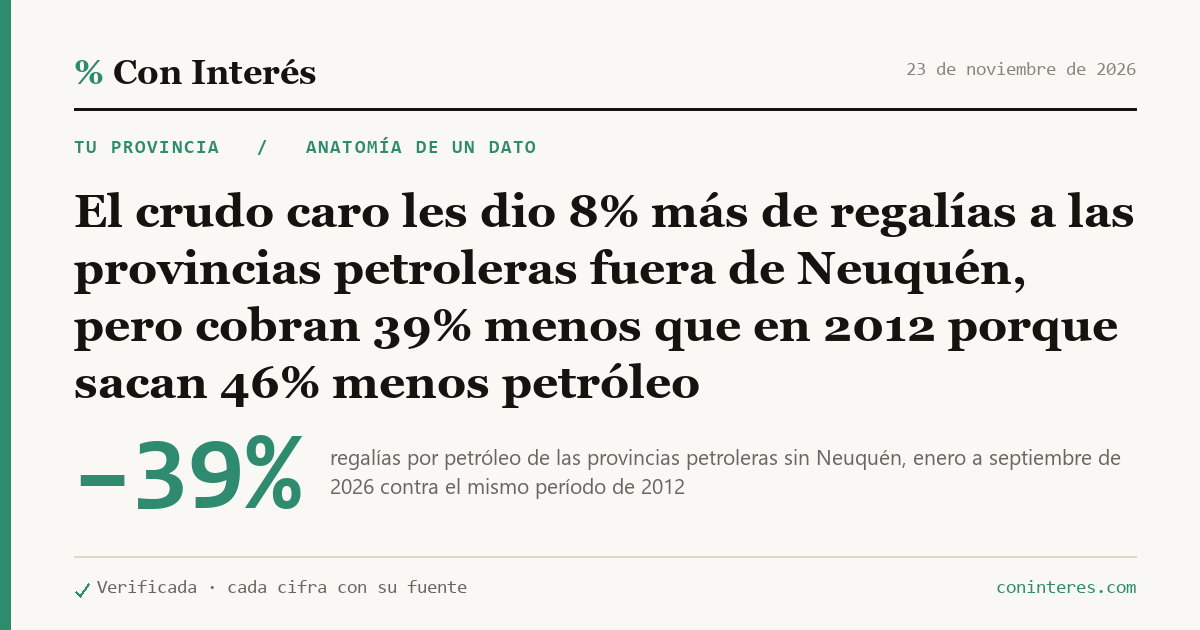 % Con Interés
23 de noviembre de 2026
TU PROVINCIA / ANATOMÍA DE UN DATO
El crudo caro les dio 8% más de regalías a las
provincias petroleras fuera de Neuquén,
pero cobran 39% menos que en 2012 porque
sacan 46% menos petróleo
−39%
regalías por petróleo de las provincias petroleras sin Neuquén, enero a septiembre de
2026 contra el mismo período de 2012
✓ Verificada · cada cifra con su fuente
coninteres.com